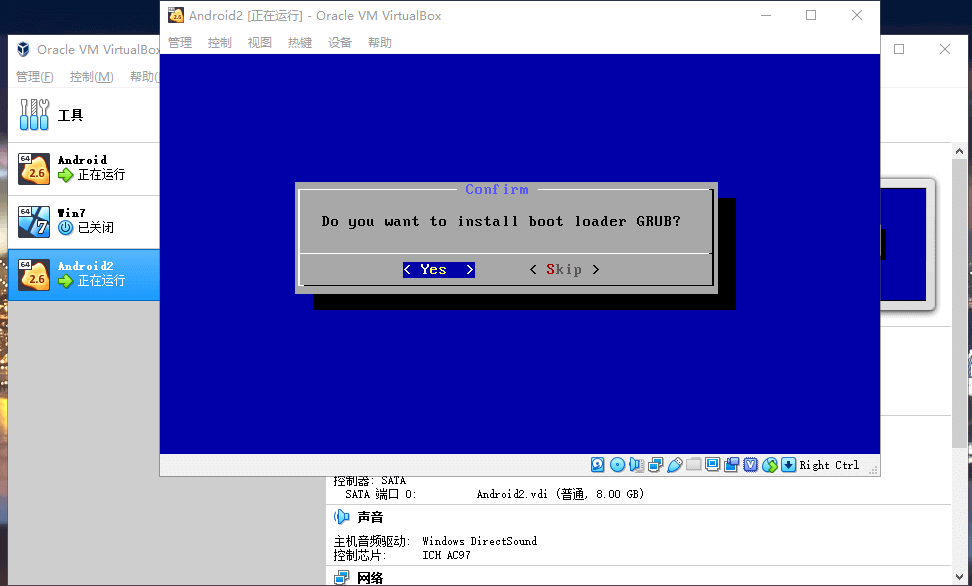 Android2 [正在运行] - Oracle VM VirtualBox
管理 控制 视图 热键 设备 帮助
Oracle VM VirtualBox
管理(F) 控制(M) 帮助(
工具
64 2.6 Android
正在运行
64 7 Win7
已关闭
64 2.6 Android2
正在运行
Confirm
Do you want to install boot loader GRUB?
< Yes > < Skip >
Right Ctrl
控制器: SATA
SATA 端口 0: Android2.vdi (普通, 8.00 GB)
声音
主机音频驱动: Windows DirectSound
控制芯片: ICH AC97
网络